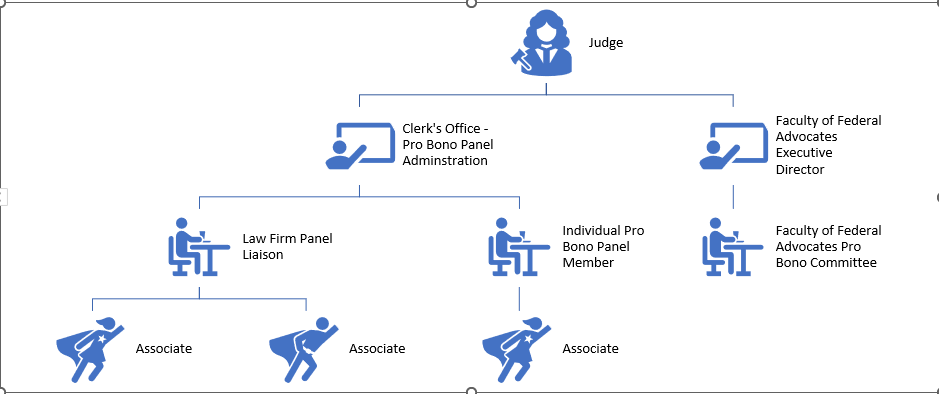 Judge
Clerk's Office -
Pro Bono Panel
Adminstration
Faculty of Federal
Advocates
Executive
Director
Law Firm Panel
Liaison
Individual Pro
Bono Panel
Member
Faculty of Federal
Advocates Pro
Bono Committee
Associate
Associate
Associate